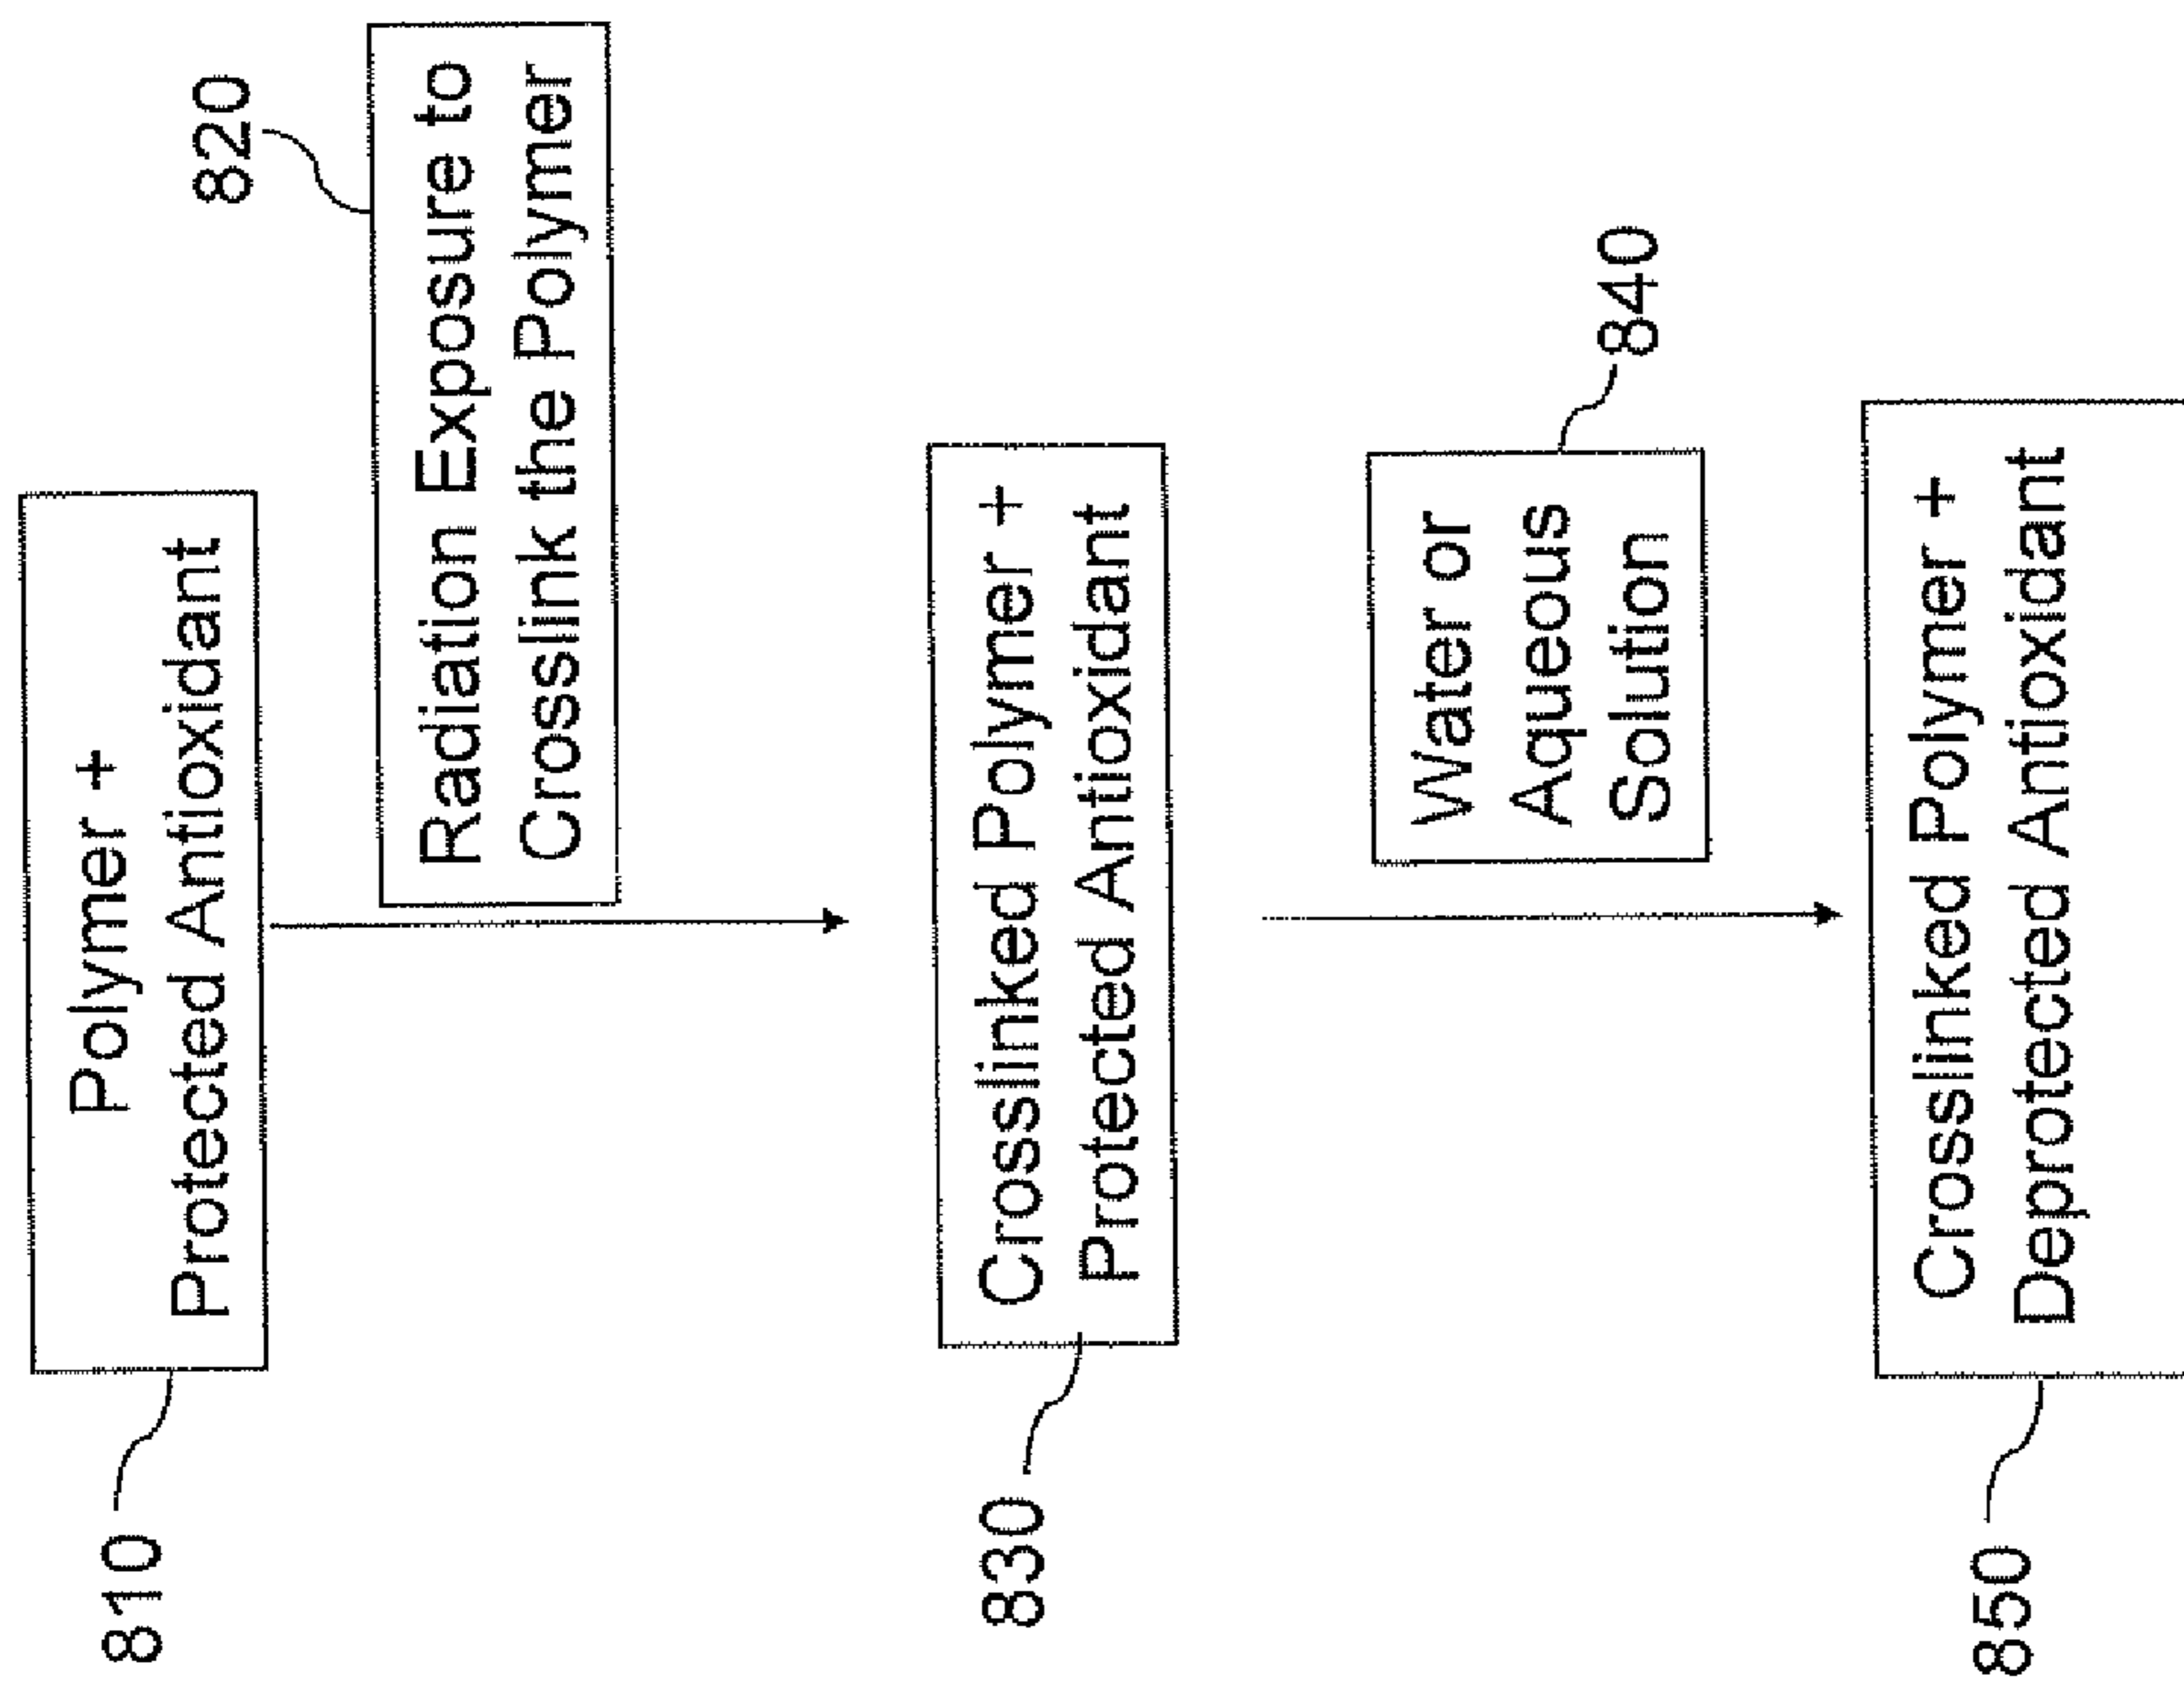 810
Polymer +
Protected Antioxidant
820
Radiation Exposure to
Crosslink the Polymer
830
Crosslinked Polymer +
Protected Antioxidant
840
Water or
Aqueous
Solution
850
Crosslinked Polymer +
Deprotected Antioxidant